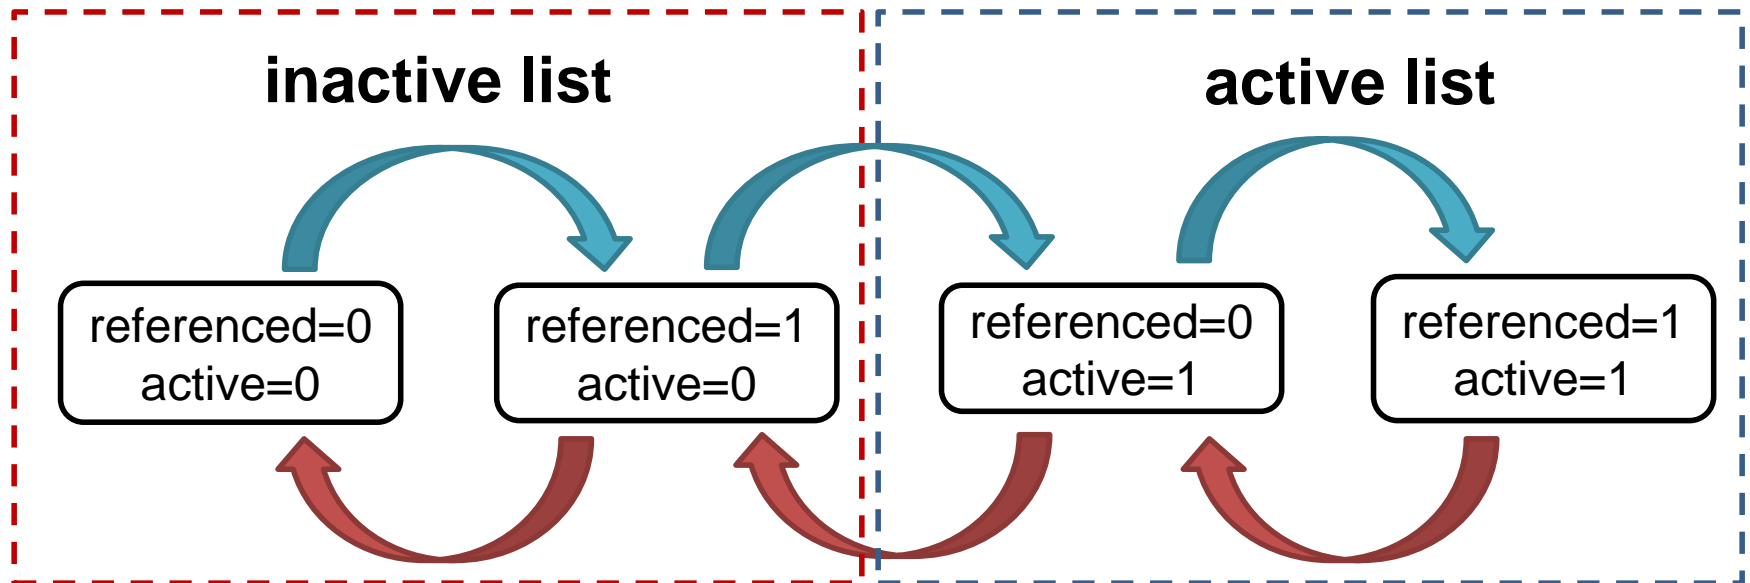 inactive list
active list
referenced=0
active=0
referenced=1
active=0
referenced=0
active=1
referenced=1
active=1